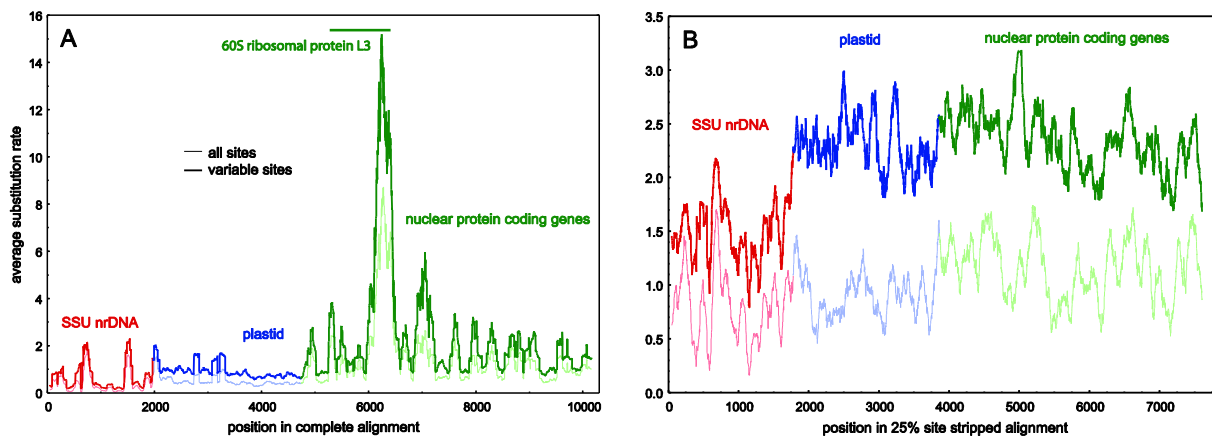 A
60S ribosomal protein L3
all sites
variable sites
nuclear protein coding genes
SSU nrDNA
plastid
average substitution rate
16
14
12
10
8
6
4
2
0
0 2000 4000 6000 8000 10000
position in complete alignment
B
plastid
nuclear protein coding genes
SSU nrDNA
3.5
3.0
2.5
2.0
1.5
1.0
0.5
0.0
0 1000 2000 3000 4000 5000 6000 7000
position in 25% site stripped alignment